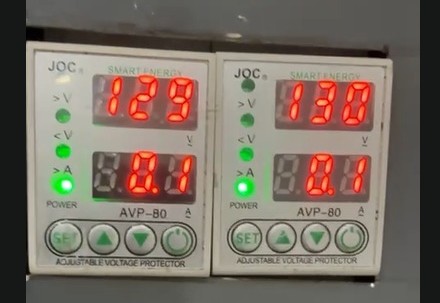 JOC®
SMART ENERGY
129
>V
V
<V
>A
0.1
POWER
AVP-80 A
SET
ADJUSTABLE VOLTAGE PROTECTOR
JOC®
SMART ENERGY
130
>V
V
<V
>A
0.1
POWER
AVP-80 A
SET
ADJUSTABLE VOLTAGE PROTECTOR